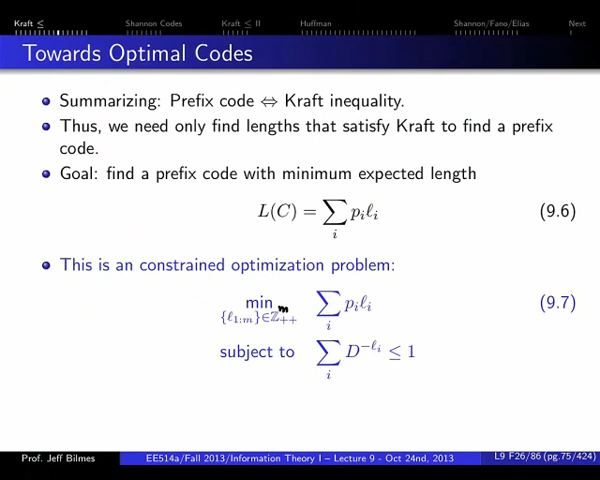 Kraft ≤ Shannon Codes Kraft ≤ II Huffman Shannon/Fano/Elias Next
Towards Optimal Codes
Summarizing: Prefix code ⇔ Kraft inequality.
Thus, we need only find lengths that satisfy Kraft to find a prefix
code.
Goal: find a prefix code with minimum expected length
L(C) = ∑_i p_i ℓ_i (9.6)
This is an constrained optimization problem:
min_{{ℓ_{1:m}}∈ℤ_{++}^m} ∑_i p_i ℓ_i (9.7)
subject to ∑_i D^{-ℓ_i} ≤ 1
Prof. Jeff Bilmes EE514a/Fall 2013/Information Theory I – Lecture 9 - Oct 24nd, 2013 L9 F26/86 (pg.75/424)